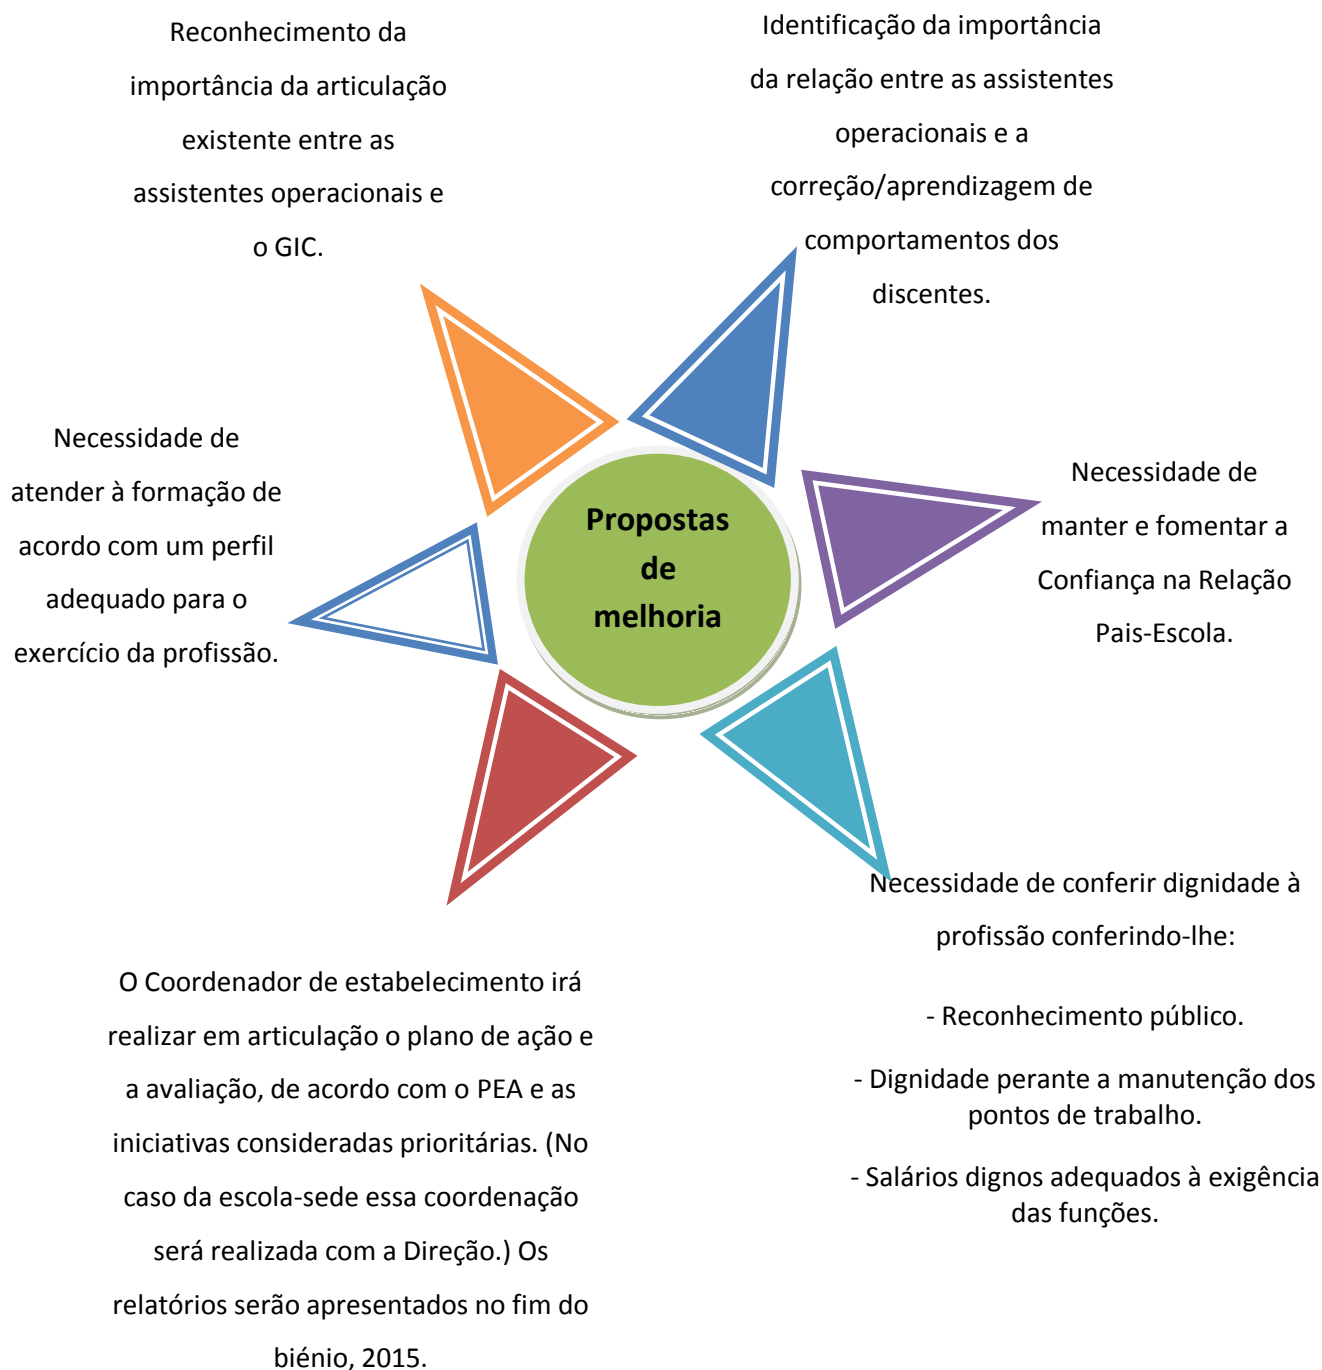 Reconhecimento da
importância da articulação
existente entre as
assistentes operacionais e
o GIC.
Identificação da importância
da relação entre as assistentes
operacionais e a
correção/aprendizagem de
comportamentos dos
discentes.
Necessidade de
atender à formação de
acordo com um perfil
adequado para o
exercício da profissão.
Propostas
de
melhoria
Necessidade de
manter e fomentar a
Confiança na Relação
Pais-Escola.
O Coordenador de estabelecimento irá
realizar em articulação o plano de ação e
a avaliação, de acordo com o PEA e as
iniciativas consideradas prioritárias. (No
caso da escola-sede essa coordenação
será realizada com a Direção.) Os
relatórios serão apresentados no fim do
biénio, 2015.
Necessidade de conferir dignidade à
profissão conferindo-lhe:
- Reconhecimento público.
- Dignidade perante a manutenção dos
pontos de trabalho.
- Salários dignos adequados à exigência
das funções.